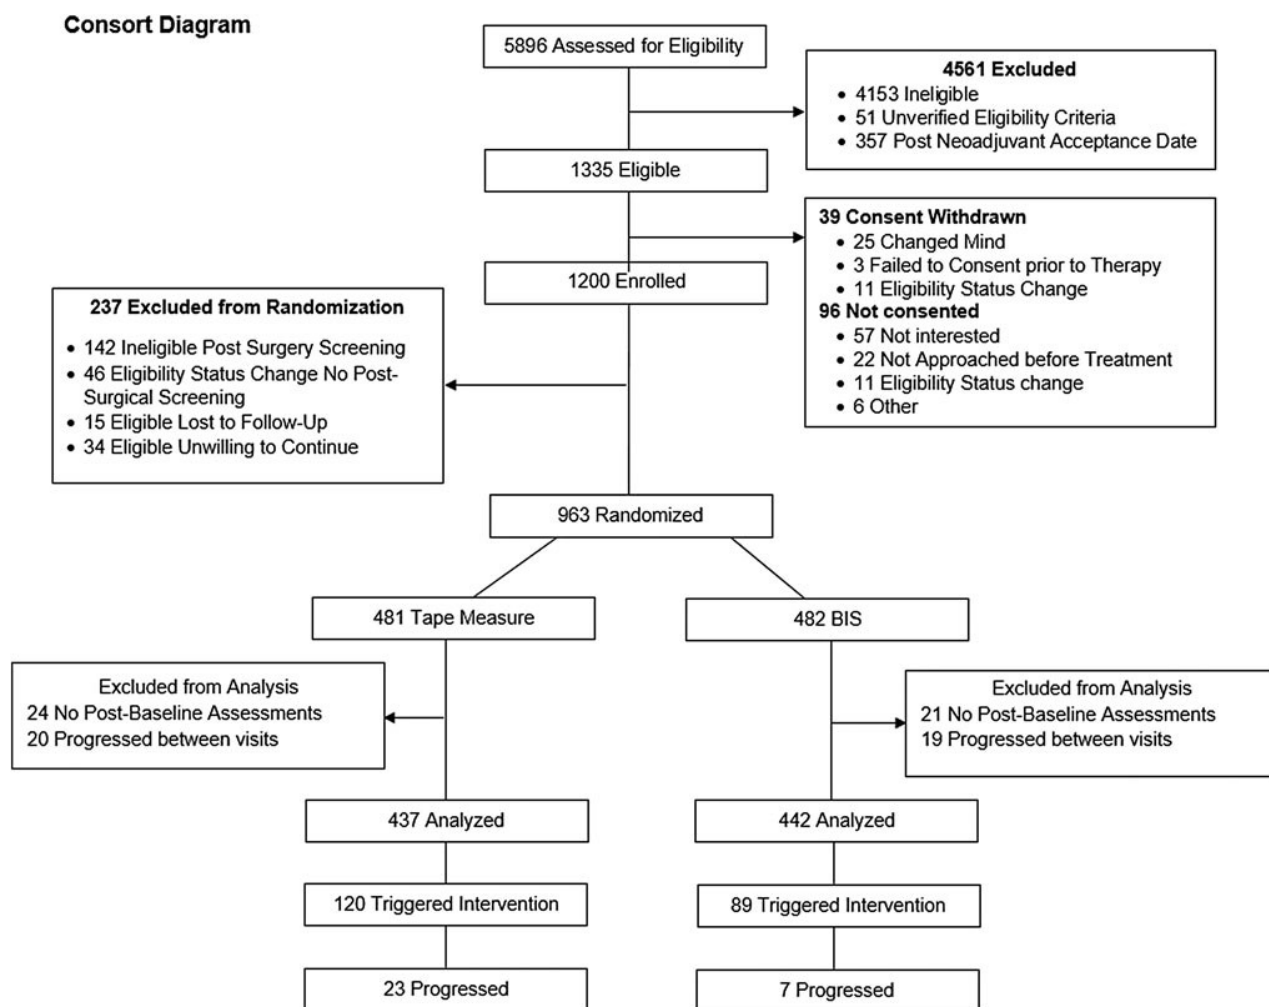 Consort Diagram
5896 Assessed for Eligibility
4561 Excluded
• 4153 Ineligible
• 51 Unverified Eligibility Criteria
• 357 Post Neoadjuvant Acceptance Date
1335 Eligible
39 Consent Withdrawn
• 25 Changed Mind
• 3 Failed to Consent prior to Therapy
• 11 Eligibility Status Change
96 Not consented
• 57 Not interested
• 22 Not Approached before Treatment
• 11 Eligibility Status change
• 6 Other
1200 Enrolled
237 Excluded from Randomization
• 142 Ineligible Post Surgery Screening
• 46 Eligibility Status Change No Post-
Surgical Screening
• 15 Eligible Lost to Follow-Up
• 34 Eligible Unwilling to Continue
963 Randomized
481 Tape Measure
482 BIS
Excluded from Analysis
24 No Post-Baseline Assessments
20 Progressed between visits
Excluded from Analysis
21 No Post-Baseline Assessments
19 Progressed between visits
437 Analyzed
442 Analyzed
120 Triggered Intervention
89 Triggered Intervention
23 Progressed
7 Progressed